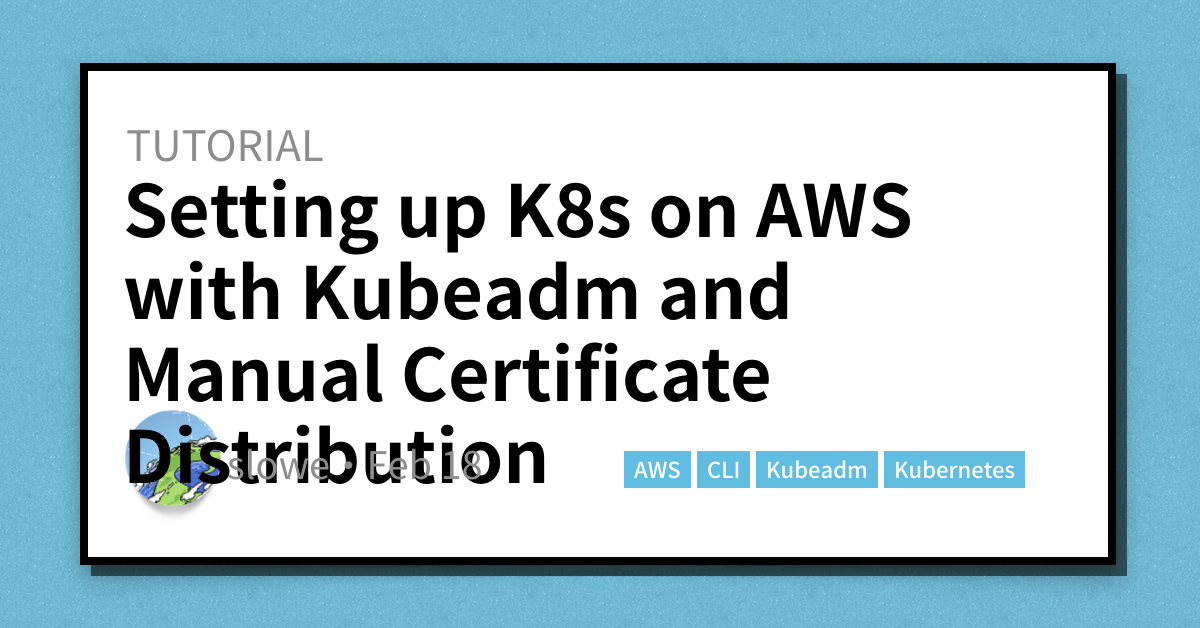 TUTORIAL
Setting up K8s on AWS
with Kubeadm and
Manual Certificate
Distribution
slowe • Feb 18
AWS CLI Kubeadm Kubernetes